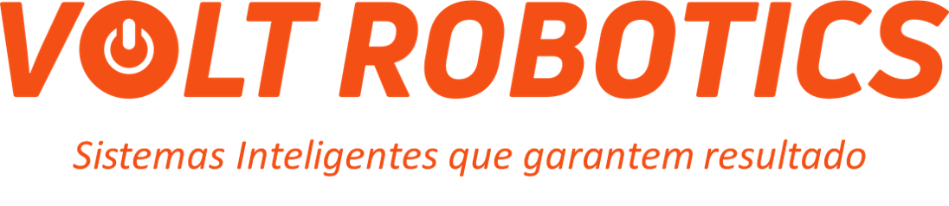 VOLT ROBOTICS
Sistemas Inteligentes que garantem resultado